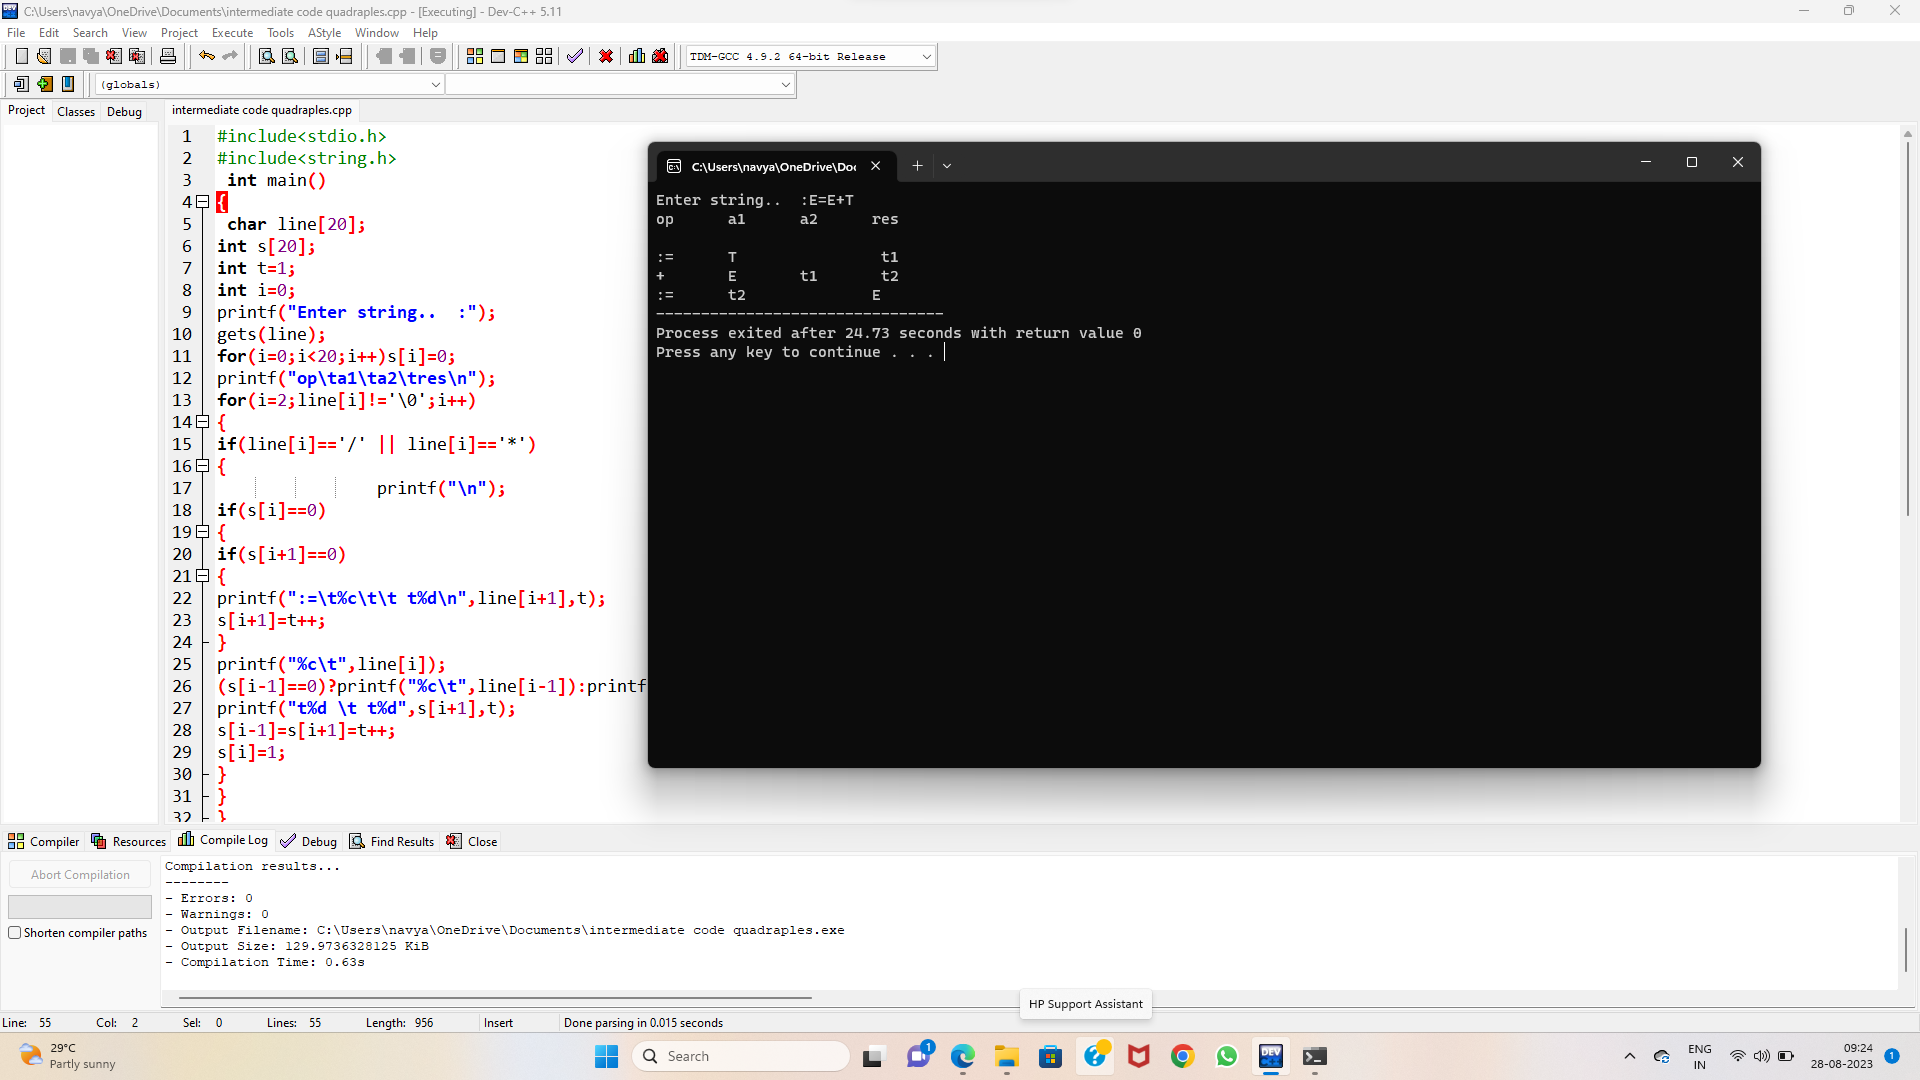 C:\Users\navya\OneDrive\Documents\intermediate code quadraples.cpp - [Executing] - Dev-C++ 5.11
File Edit Search View Project Execute Tools AStyle Window Help
TDM-GCC 4.9.2 64-bit Release
(globals)
Project Classes Debug
intermediate code quadraples.cpp
1 #include<stdio.h>
2 #include<string.h>
3 int main()
4 {
5 char line[20];
6 int s[20];
7 int t=1;
8 int i=0;
9 printf("Enter string..  :");
10 gets(line);
11 for(i=0;i<20;i++)s[i]=0;
12 printf("op\ta1\ta2\tres\n");
13 for(i=2;line[i]!='\0';i++)
14 {
15 if(line[i]=='/' || line[i]=='*')
16 {
17 printf("\n");
18 if(s[i]==0)
19 {
20 if(s[i+1]==0)
21 {
22 printf(":=\t%c\t\t t%d\n",line[i+1],t);
23 s[i+1]=t++;
24 }
25 printf("%c\t",line[i]);
26 (s[i-1]==0)?printf("%c\t",line[i-1]):printf
27 printf("t%d \t t%d",s[i+1],t);
28 s[i-1]=s[i+1]=t++;
29 s[i]=1;
30 }
31 }
32 }
C:\Users\navya\OneDrive\Doc
Enter string..  :E=E+T
op a1 a2 res
:= T t1
+ E t1 t2
:= t2 E
--------------------------------
Process exited after 24.73 seconds with return value 0
Press any key to continue . . .
Compiler Resources Compile Log Debug Find Results Close
Abort Compilation
Shorten compiler paths
Compilation results...
--------
- Errors: 0
- Warnings: 0
- Output Filename: C:\Users\navya\OneDrive\Documents\intermediate code quadraples.exe
- Output Size: 129.9736328125 KiB
- Compilation Time: 0.63s
HP Support Assistant
Line: 55 Col: 2 Sel: 0 Lines: 55 Length: 956 Insert Done parsing in 0.015 seconds
29°C
Partly sunny
Search
1
DEV
ENG
IN
09:24
28-08-2023
1